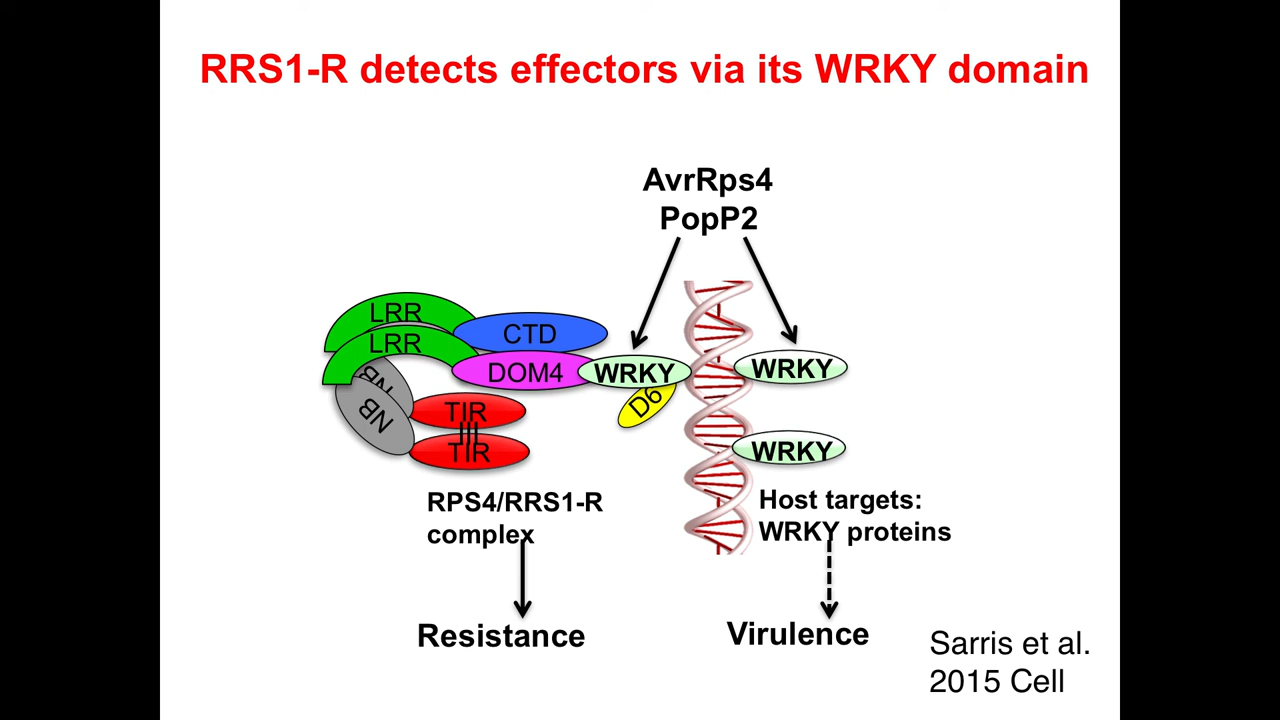 RRS1-R detects effectors via its WRKY domain
AvrRps4
PopP2
LRR
LRR
CTD
DOM4
WRKY
D6
NB
NB
TIR
TIR
WRKY
WRKY
RPS4/RRS1-R
complex
Host targets:
WRKY proteins
Resistance
Virulence
Sarris et al.
2015 Cell